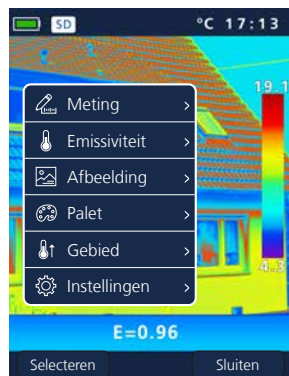 SD °C 17:13
19.1
Meting
Emissiviteit
Afbeelding
Palet
Gebied
Instellingen
4.3
E=0.96
Selecteren Sluiten